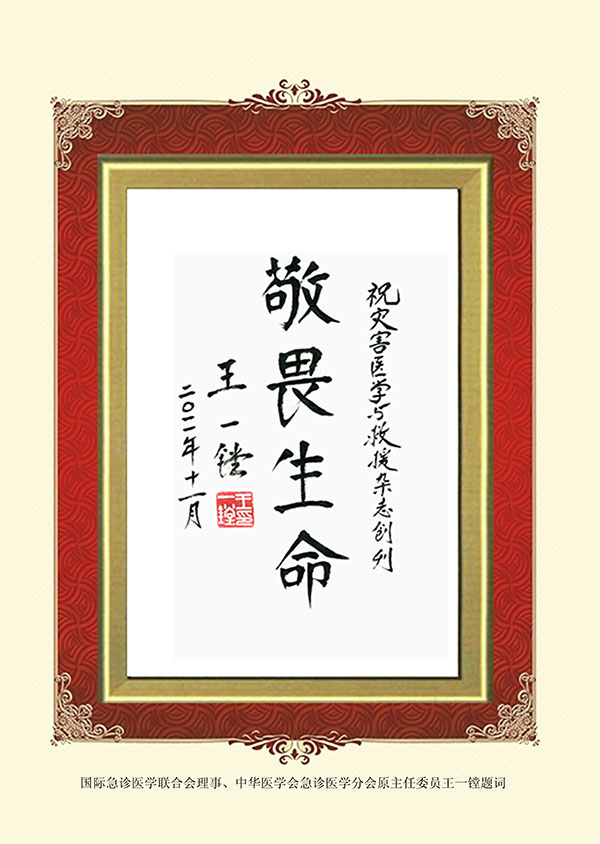 祝灾害医学与救援杂志创刊
敬畏生命
王一镗
二〇一一年十一月
王一镗印
国际急诊医学联合会理事、中华医学会急诊医学分会原主任委员王一镗题词